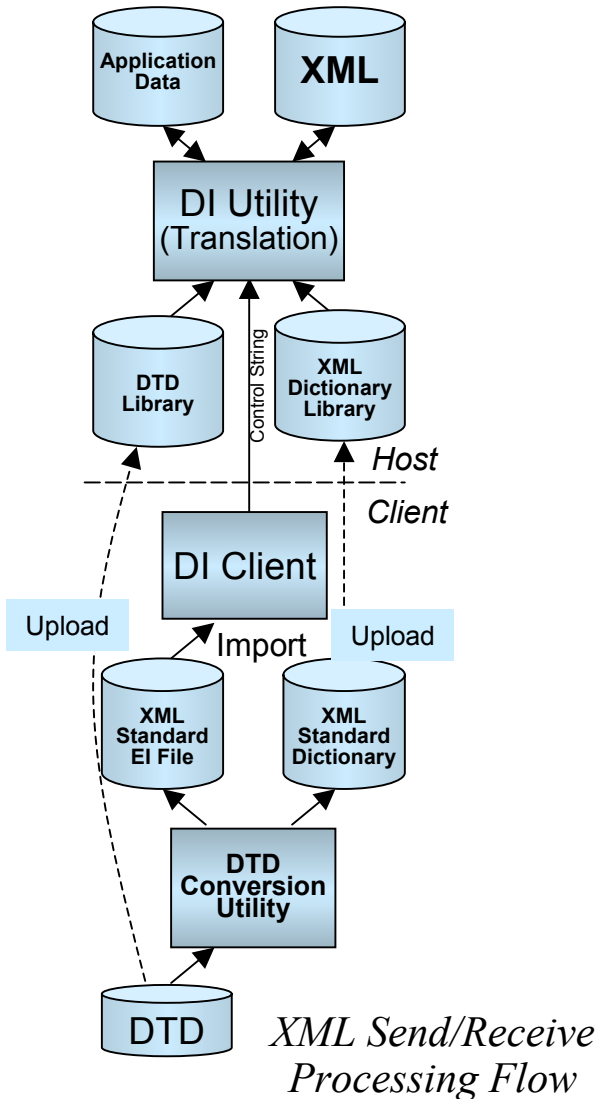 Application
Data
XML
DI Utility
(Translation)
DTD
Library
Control String
XML
Dictionary
Library
Host
Client
DI Client
Upload
Import
Upload
XML
Standard
EI File
XML
Standard
Dictionary
DTD
Conversion
Utility
DTD
XML Send/Receive
Processing Flow